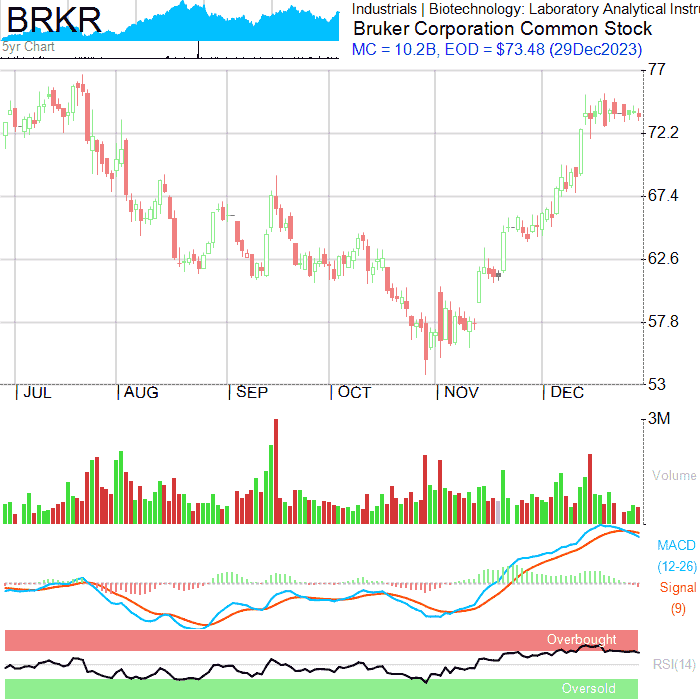 BRKR
5yr Chart
Industrials | Biotechnology: Laboratory Analytical Instru
Bruker Corporation Common Stock
MC = 10.2B, EOD = $73.48 (29Dec2023)
77
72.2
67.4
62.6
57.8
53
| JUL | AUG | SEP | OCT | NOV | DEC
3M
Volume
MACD
(12-26)
Signal
(9)
Overbought
RSI(14)
Oversold